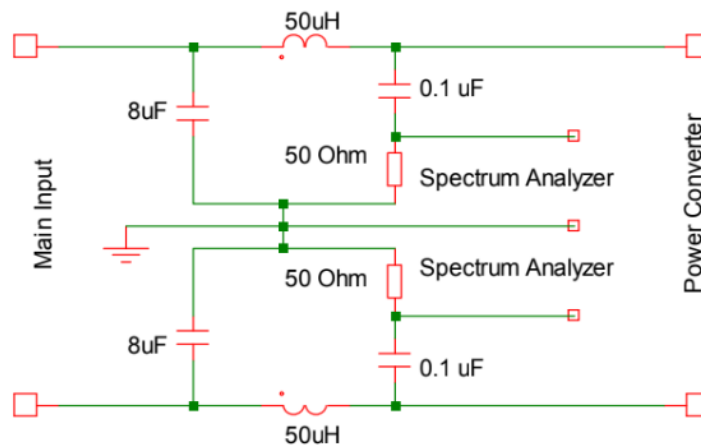 50uH
0.1 uF
8uF
50 Ohm
Spectrum Analyzer
Main Input
Power Converter
50 Ohm
Spectrum Analyzer
8uF
0.1 uF
50uH